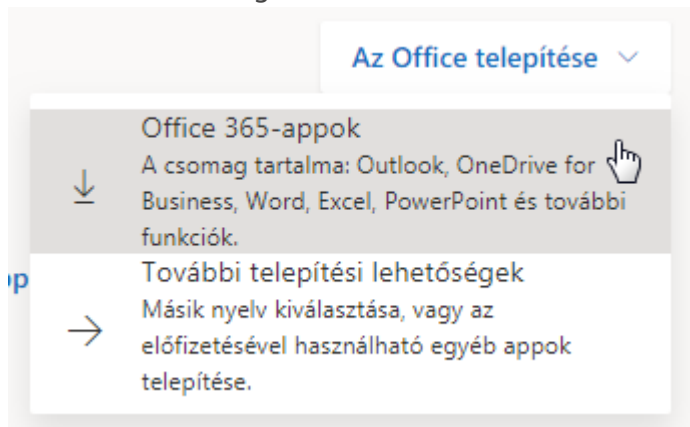 Az Office telepítése
Office 365-appok
A csomag tartalma: Outlook, OneDrive for
Business, Word, Excel, PowerPoint és további
funkciók.
További telepítési lehetőségek
Másik nyelv kiválasztása, vagy az
előfizetésével használható egyéb appok
telepítése.